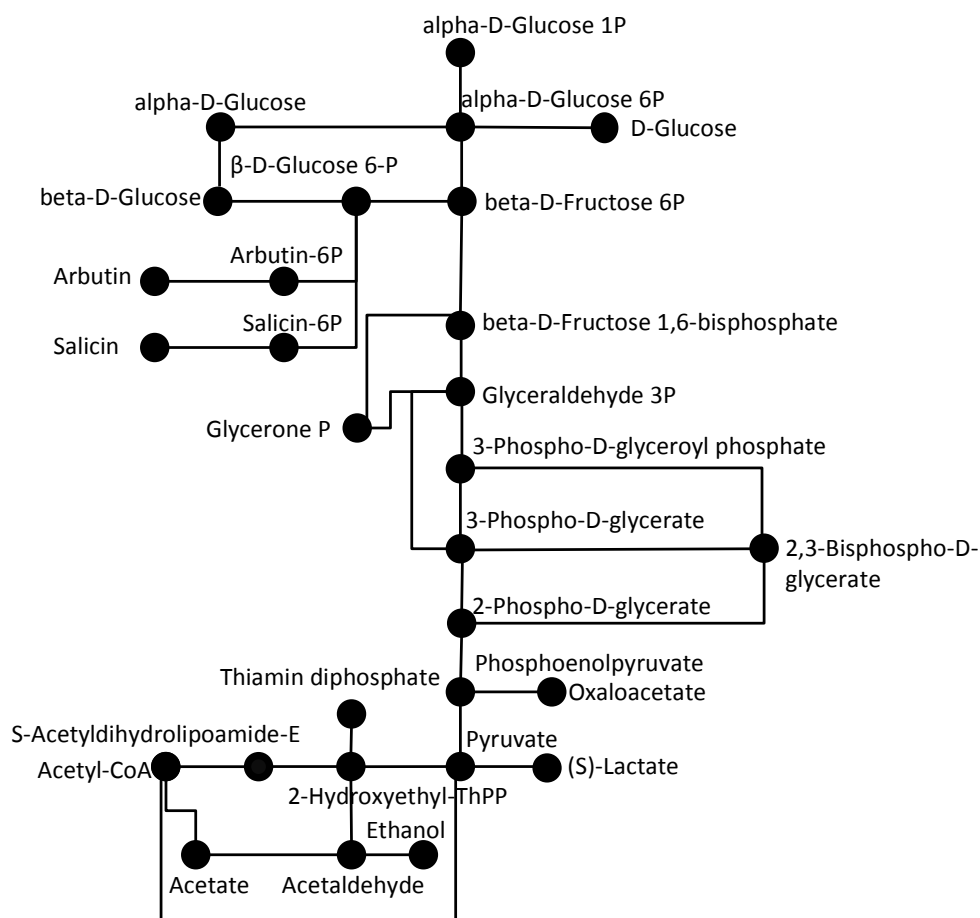 alpha-D-Glucose 1P
alpha-D-Glucose
alpha-D-Glucose 6P
D-Glucose
β-D-Glucose 6-P
beta-D-Glucose
beta-D-Fructose 6P
Arbutin
Arbutin-6P
Salicin
Salicin-6P
beta-D-Fructose 1,6-bisphosphate
Glyceraldehyde 3P
Glycerone P
3-Phospho-D-glyceroyl phosphate
3-Phospho-D-glycerate
2,3-Bisphospho-D-
glycerate
2-Phospho-D-glycerate
Phosphoenolpyruvate
Thiamin diphosphate
Oxaloacetate
S-Acetyldihydrolipoamide-E
Pyruvate
Acetyl-CoA
(S)-Lactate
2-Hydroxyethyl-ThPP
Ethanol
Acetate
Acetaldehyde